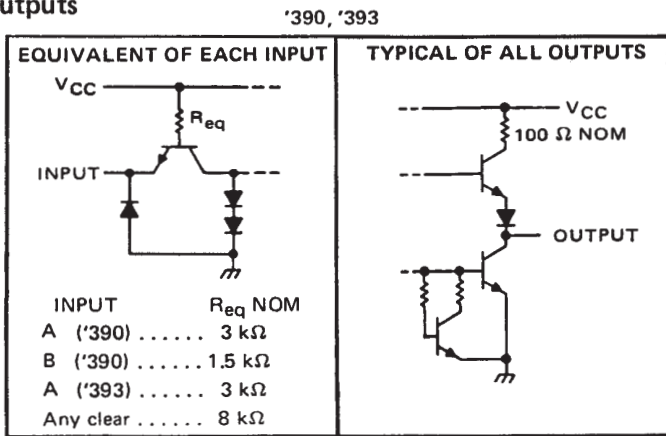 utputs
'390, '393
EQUIVALENT OF EACH INPUT
VCC
Req
INPUT
INPUT Req NOM
A ('390) ...... 3 kΩ
B ('390) ...... 1.5 kΩ
A ('393) ...... 3 kΩ
Any clear ...... 8 kΩ
TYPICAL OF ALL OUTPUTS
VCC
100 Ω NOM
OUTPUT